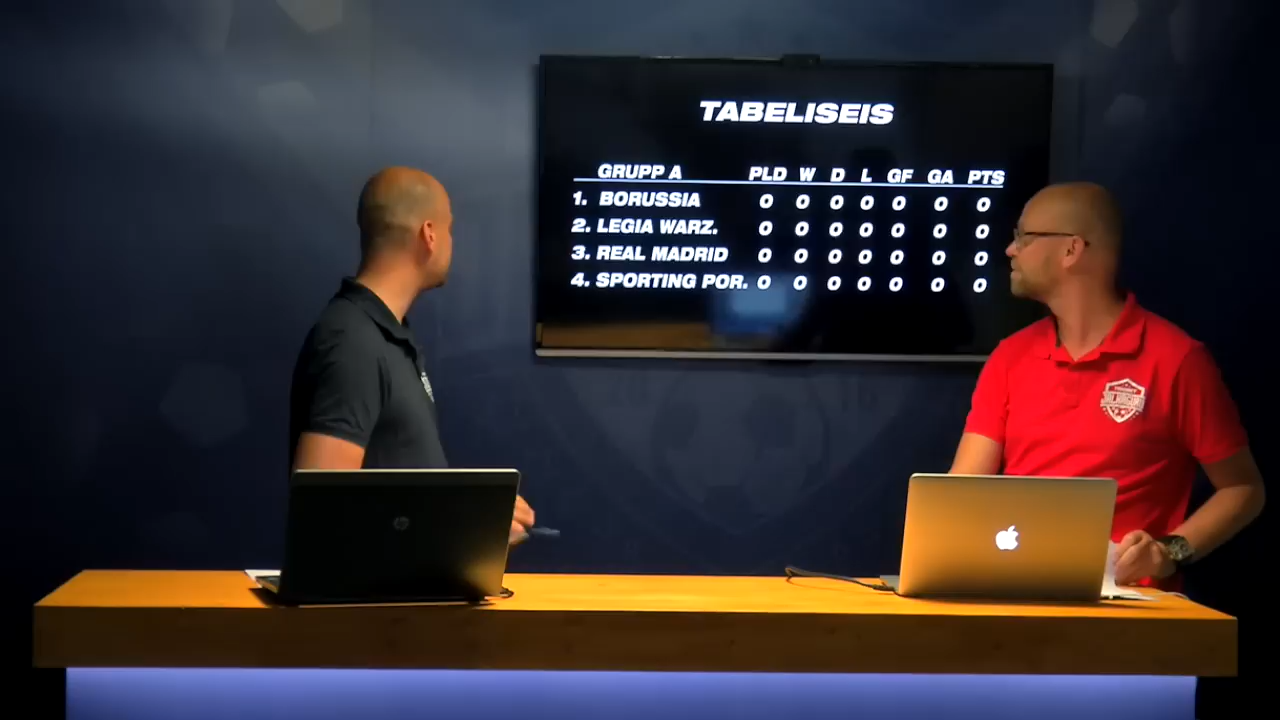 TABELISEIS
GRUPP A PLD W D L GF GA PTS
1. BORUSSIA 0 0 0 0 0 0 0
2. LEGIA WARZ. 0 0 0 0 0 0 0
3. REAL MADRID 0 0 0 0 0 0 0
4. SPORTING POR. 0 0 0 0 0 0 0
hp